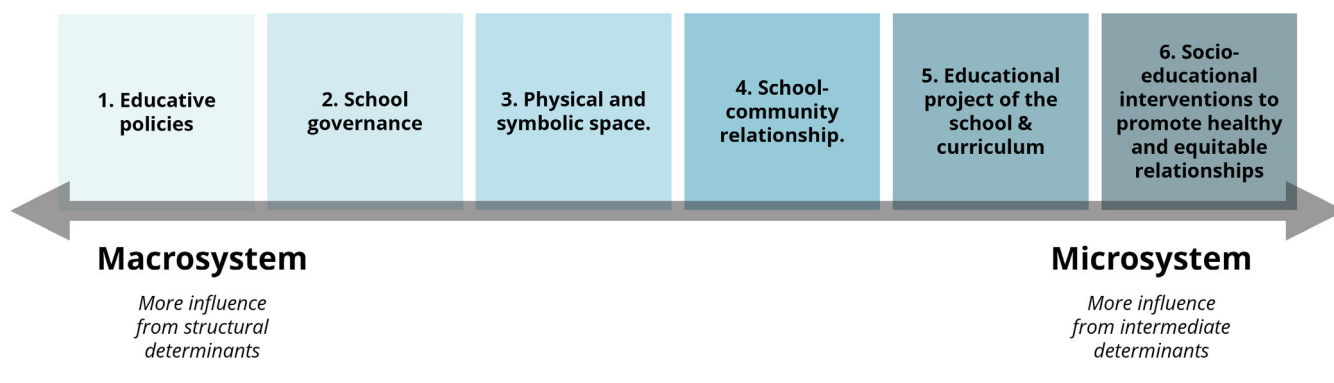 1. Educative
policies
2. School
governance
3. Physical and
symbolic space.
4. School-
community
relationship.
5. Educational
project of the
school &
curriculum
6. Socio-
educational
interventions to
promote healthy
and equitable
relationships
Macrosystem
More influence
from structural
determinants
Microsystem
More influence
from intermediate
determinants